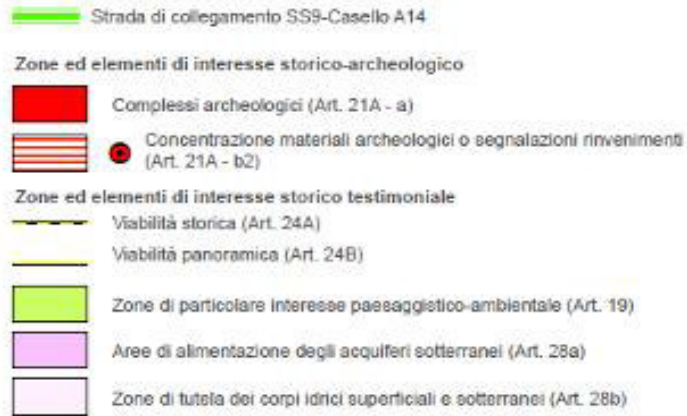 Strada di collegamento SS9-Casello A14
Zone ed elementi di interesse storico-archeologico
Complessi archeologici (Art. 21A - a)
Concentrazione materiali archeologici o segnalazioni rinvenimenti
(Art. 21A - b2)
Zone ed elementi di interesse storico testimoniale
Viabilità storica (Art. 24A)
Viabilità panoramica (Art. 24B)
Zone di particolare interesse paesaggistico-ambientale (Art. 19)
Aree di alimentazione degli acquiferi sotterranei (Art. 28a)
Zone di tutela dei corpi idrici superficiali e sotterranei (Art. 28b)